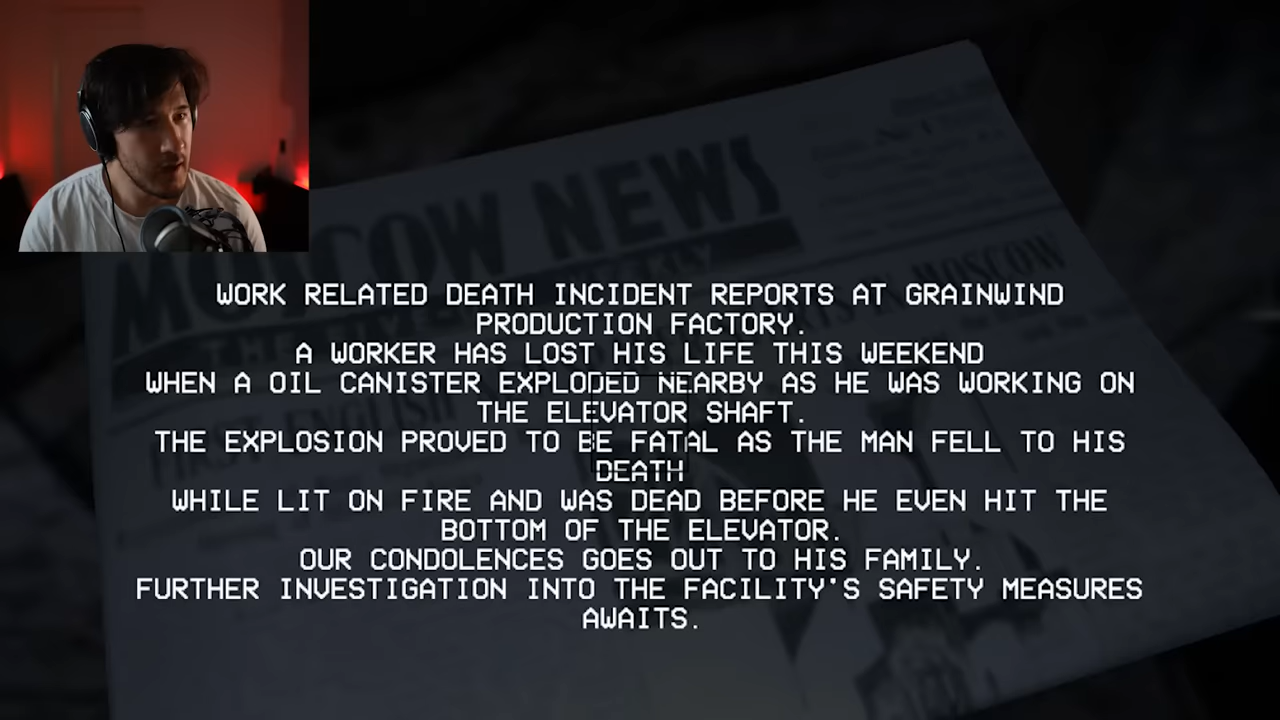 MOSCOW NEWS
WORK RELATED DEATH INCIDENT REPORTS AT GRAINWIND
PRODUCTION FACTORY.
A WORKER HAS LOST HIS LIFE THIS WEEKEND
WHEN A OIL CANISTER EXPLODED NEARBY AS HE WAS WORKING ON
THE ELEVATOR SHAFT.
THE EXPLOSION PROVED TO BE FATAL AS THE MAN FELL TO HIS
DEATH
WHILE LIT ON FIRE AND WAS DEAD BEFORE HE EVEN HIT THE
BOTTOM OF THE ELEVATOR.
OUR CONDOLENCES GOES OUT TO HIS FAMILY.
FURTHER INVESTIGATION INTO THE FACILITY'S SAFETY MEASURES
AWAITS.